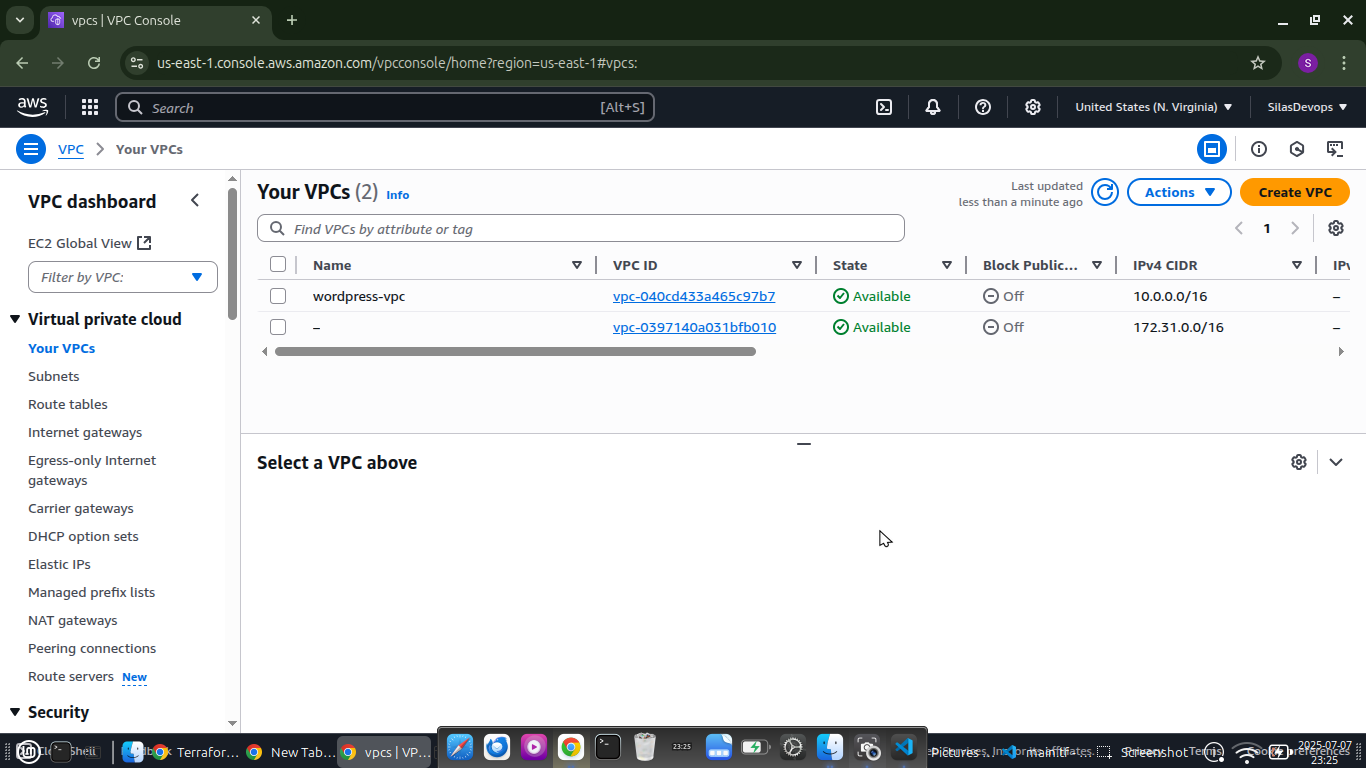 vpcs | VPC Console
us-east-1.console.aws.amazon.com/vpcconsole/home?region=us-east-1#vpcs:
S
aws
Search
[Alt+S]
United States (N. Virginia)
SilasDevops
VPC
Your VPCs
VPC dashboard
EC2 Global View
Filter by VPC:
Virtual private cloud
Your VPCs
Subnets
Route tables
Internet gateways
Egress-only Internet
gateways
Carrier gateways
DHCP option sets
Elastic IPs
Managed prefix lists
NAT gateways
Peering connections
Route servers New
Security
Your VPCs (2) Info
Last updated
less than a minute ago
Actions
Create VPC
Find VPCs by attribute or tag
1
Name VPC ID State Block Public... IPv4 CIDR IPv
wordpress-vpc vpc-040cd433a465c97b7 Available Off 10.0.0.0/16 –
– vpc-0397140a031bfb010 Available Off 172.31.0.0/16 –
Select a VPC above
Terrafor... New Tab... vpcs | VP... 23:25 Pictures Screenshot
Privacy Terms
2025-07-07
23:25